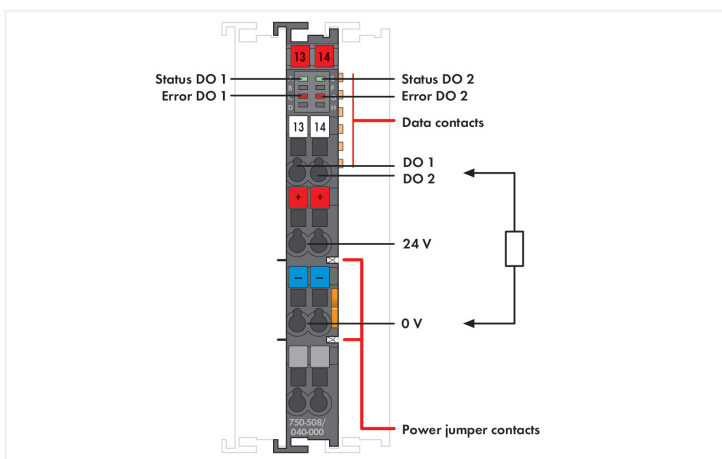 13 14
Status DO 1
Status DO 2
A E
Error DO 1
Error DO 2
B F
C G
D H
Data contacts
13 14
DO 1
DO 2
+ +
24 V
− −
0 V
750-508/
040-000
Power jumper contacts